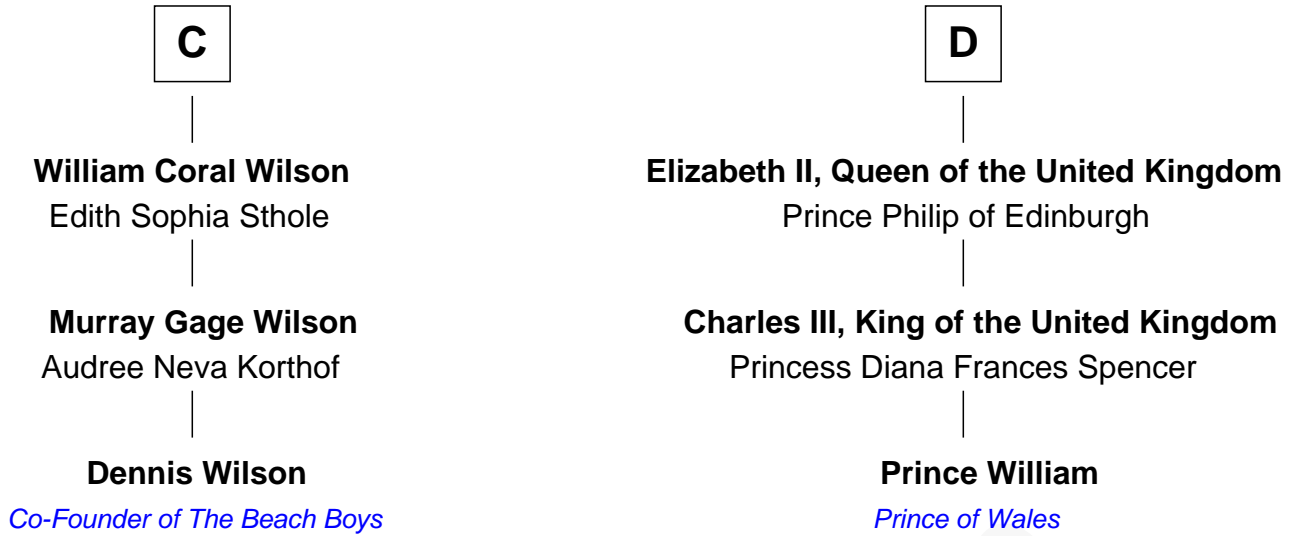 C
William Coral Wilson
Edith Sophia Sthole
Murray Gage Wilson
Audree Neva Korthof
Dennis Wilson
Co-Founder of The Beach Boys
D
Elizabeth II, Queen of the United Kingdom
Prince Philip of Edinburgh
Charles III, King of the United Kingdom
Princess Diana Frances Spencer
Prince William
Prince of Wales